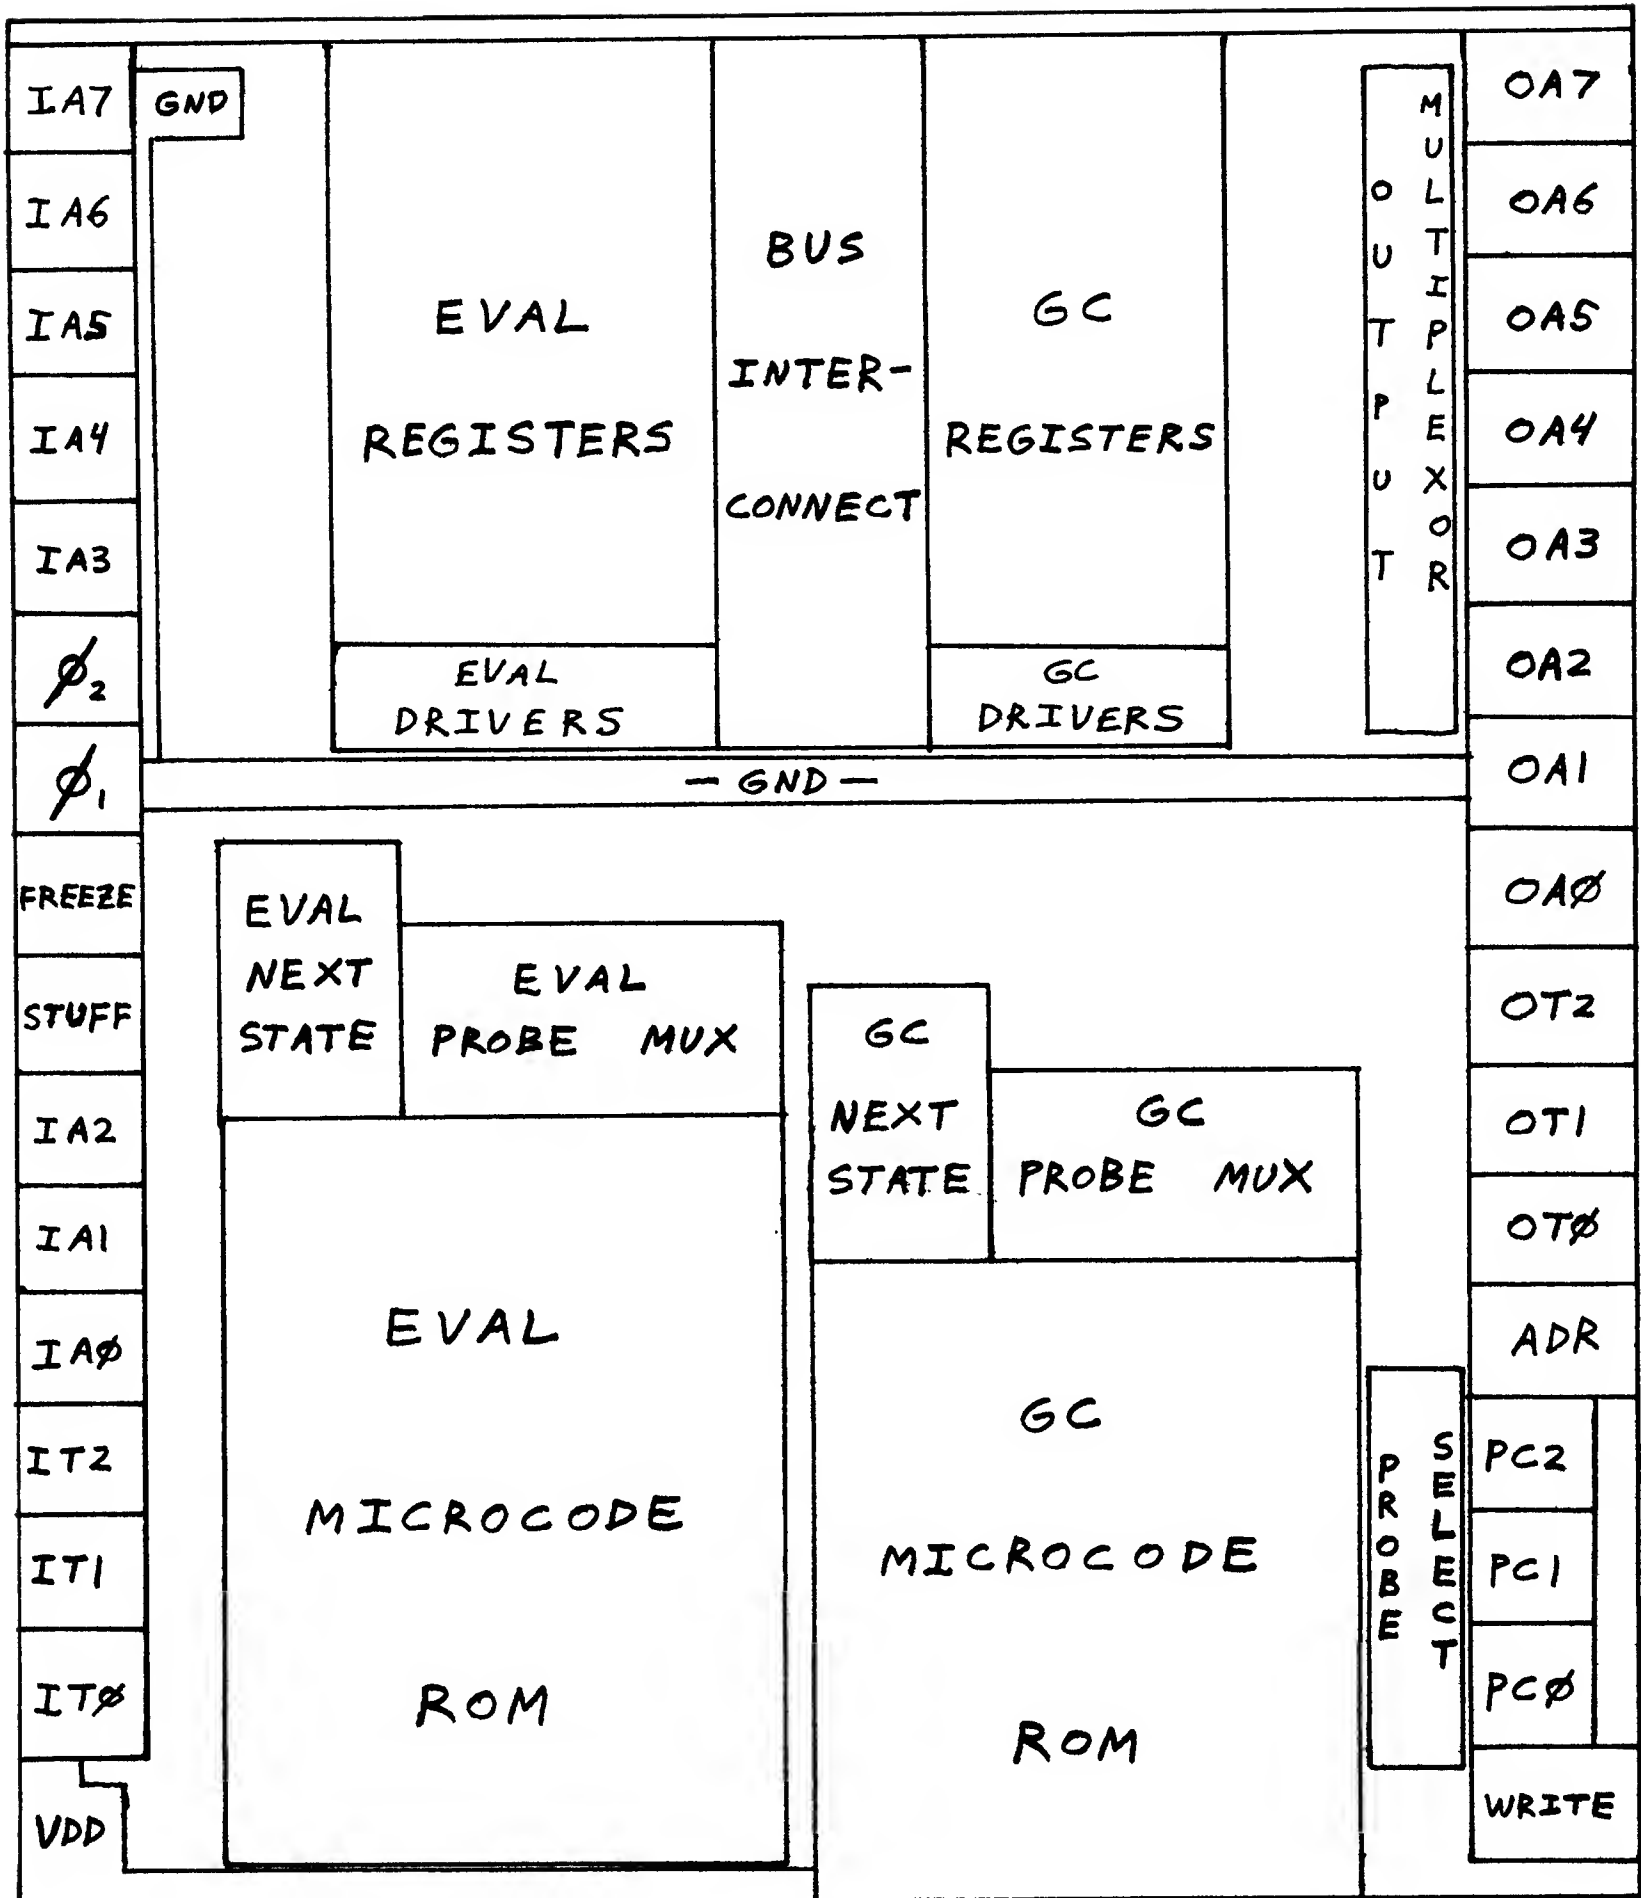 IA7
IA6
IA5
IA4
IA3
ϕ₂
ϕ₁
FREEZE
STUFF
IA2
IA1
IAØ
IT2
IT1
ITØ
VDD
GND
EVAL
REGISTERS
EVAL
DRIVERS
BUS
INTER-
CONNECT
GC
REGISTERS
GC
DRIVERS
OUTPUT
MULTIPLEXOR
— GND —
EVAL
NEXT
STATE
EVAL
PROBE MUX
EVAL
MICROCODE
ROM
GC
NEXT
STATE
GC
PROBE MUX
GC
MICROCODE
ROM
PROBE
SELECT
OA7
OA6
OA5
OA4
OA3
OA2
OA1
OAØ
OT2
OT1
OTØ
ADR
PC2
PC1
PCØ
WRITE